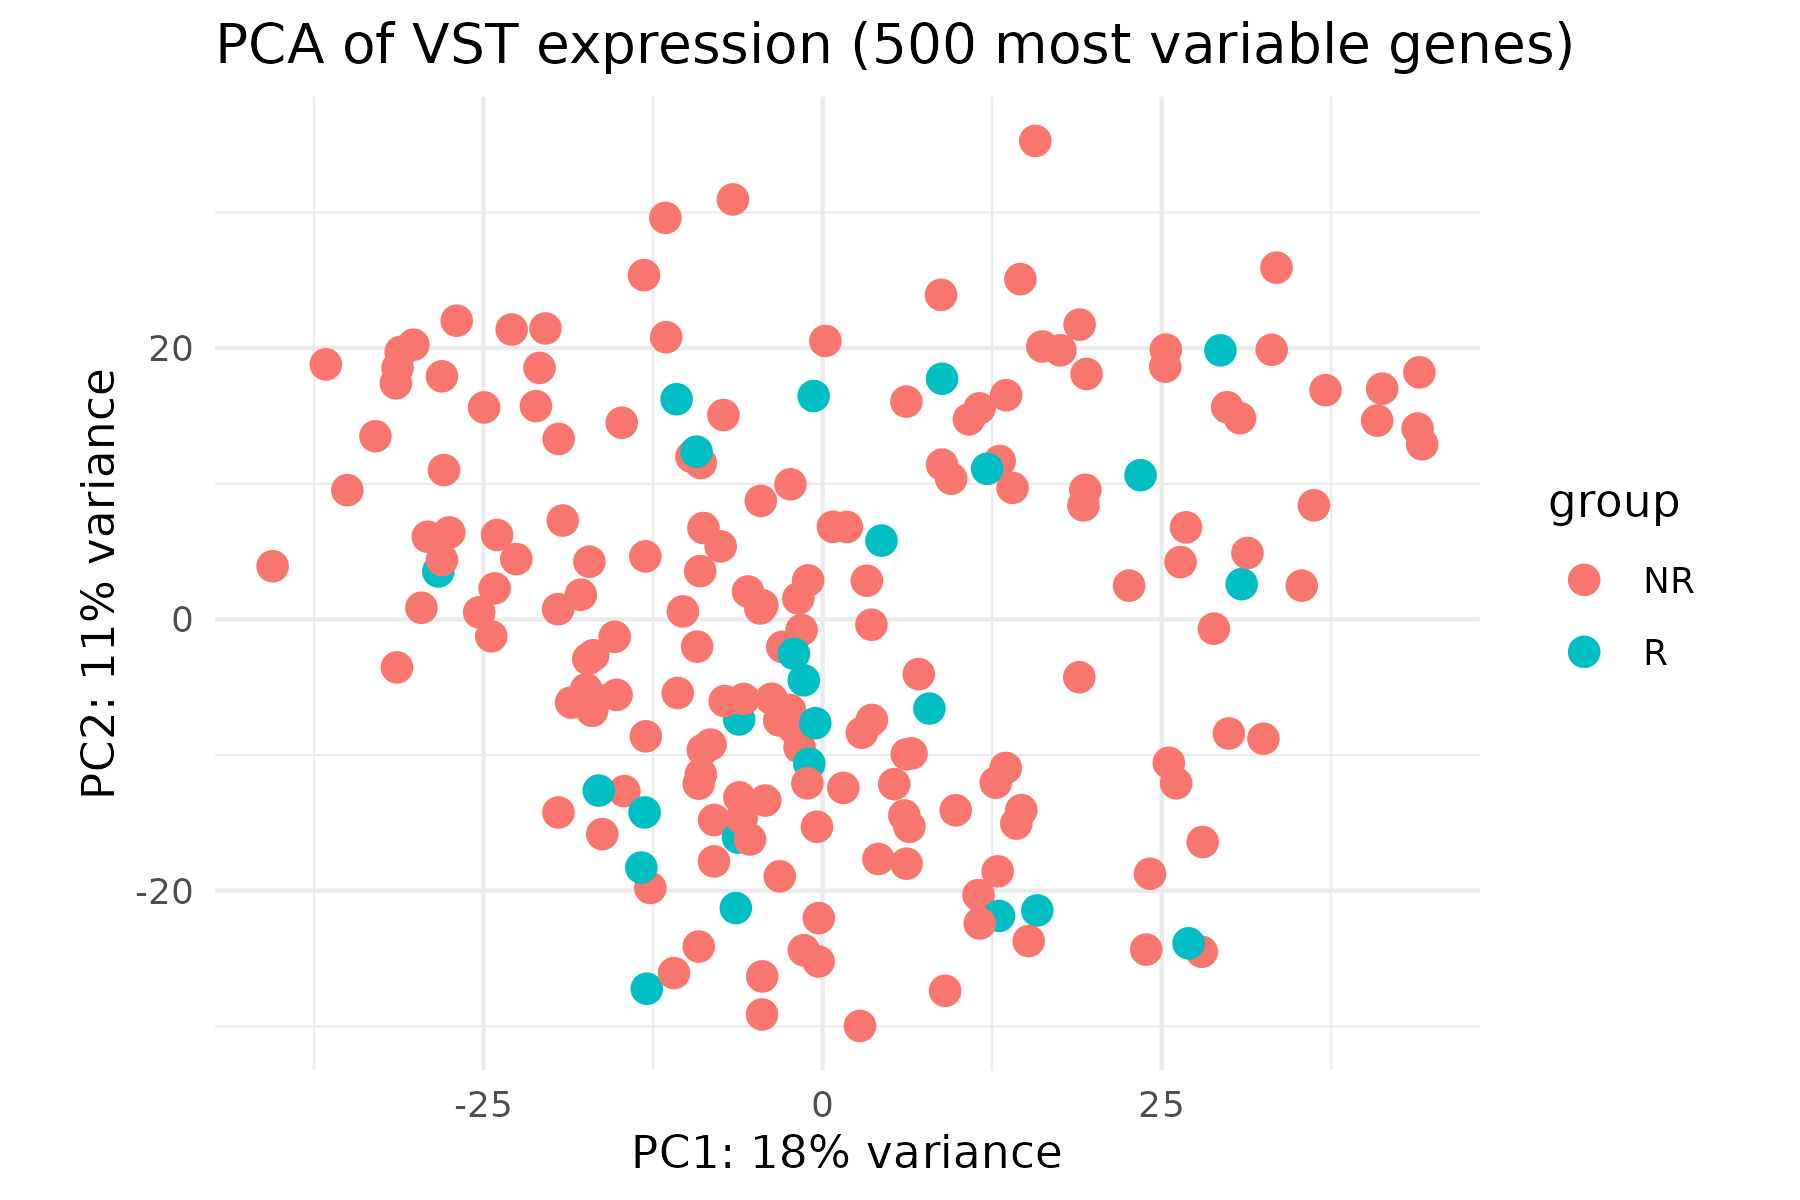 PCA of VST expression (500 most variable genes)
PC2: 11% variance
20
0
-20
-25
0
25
PC1: 18% variance
group
NR
R